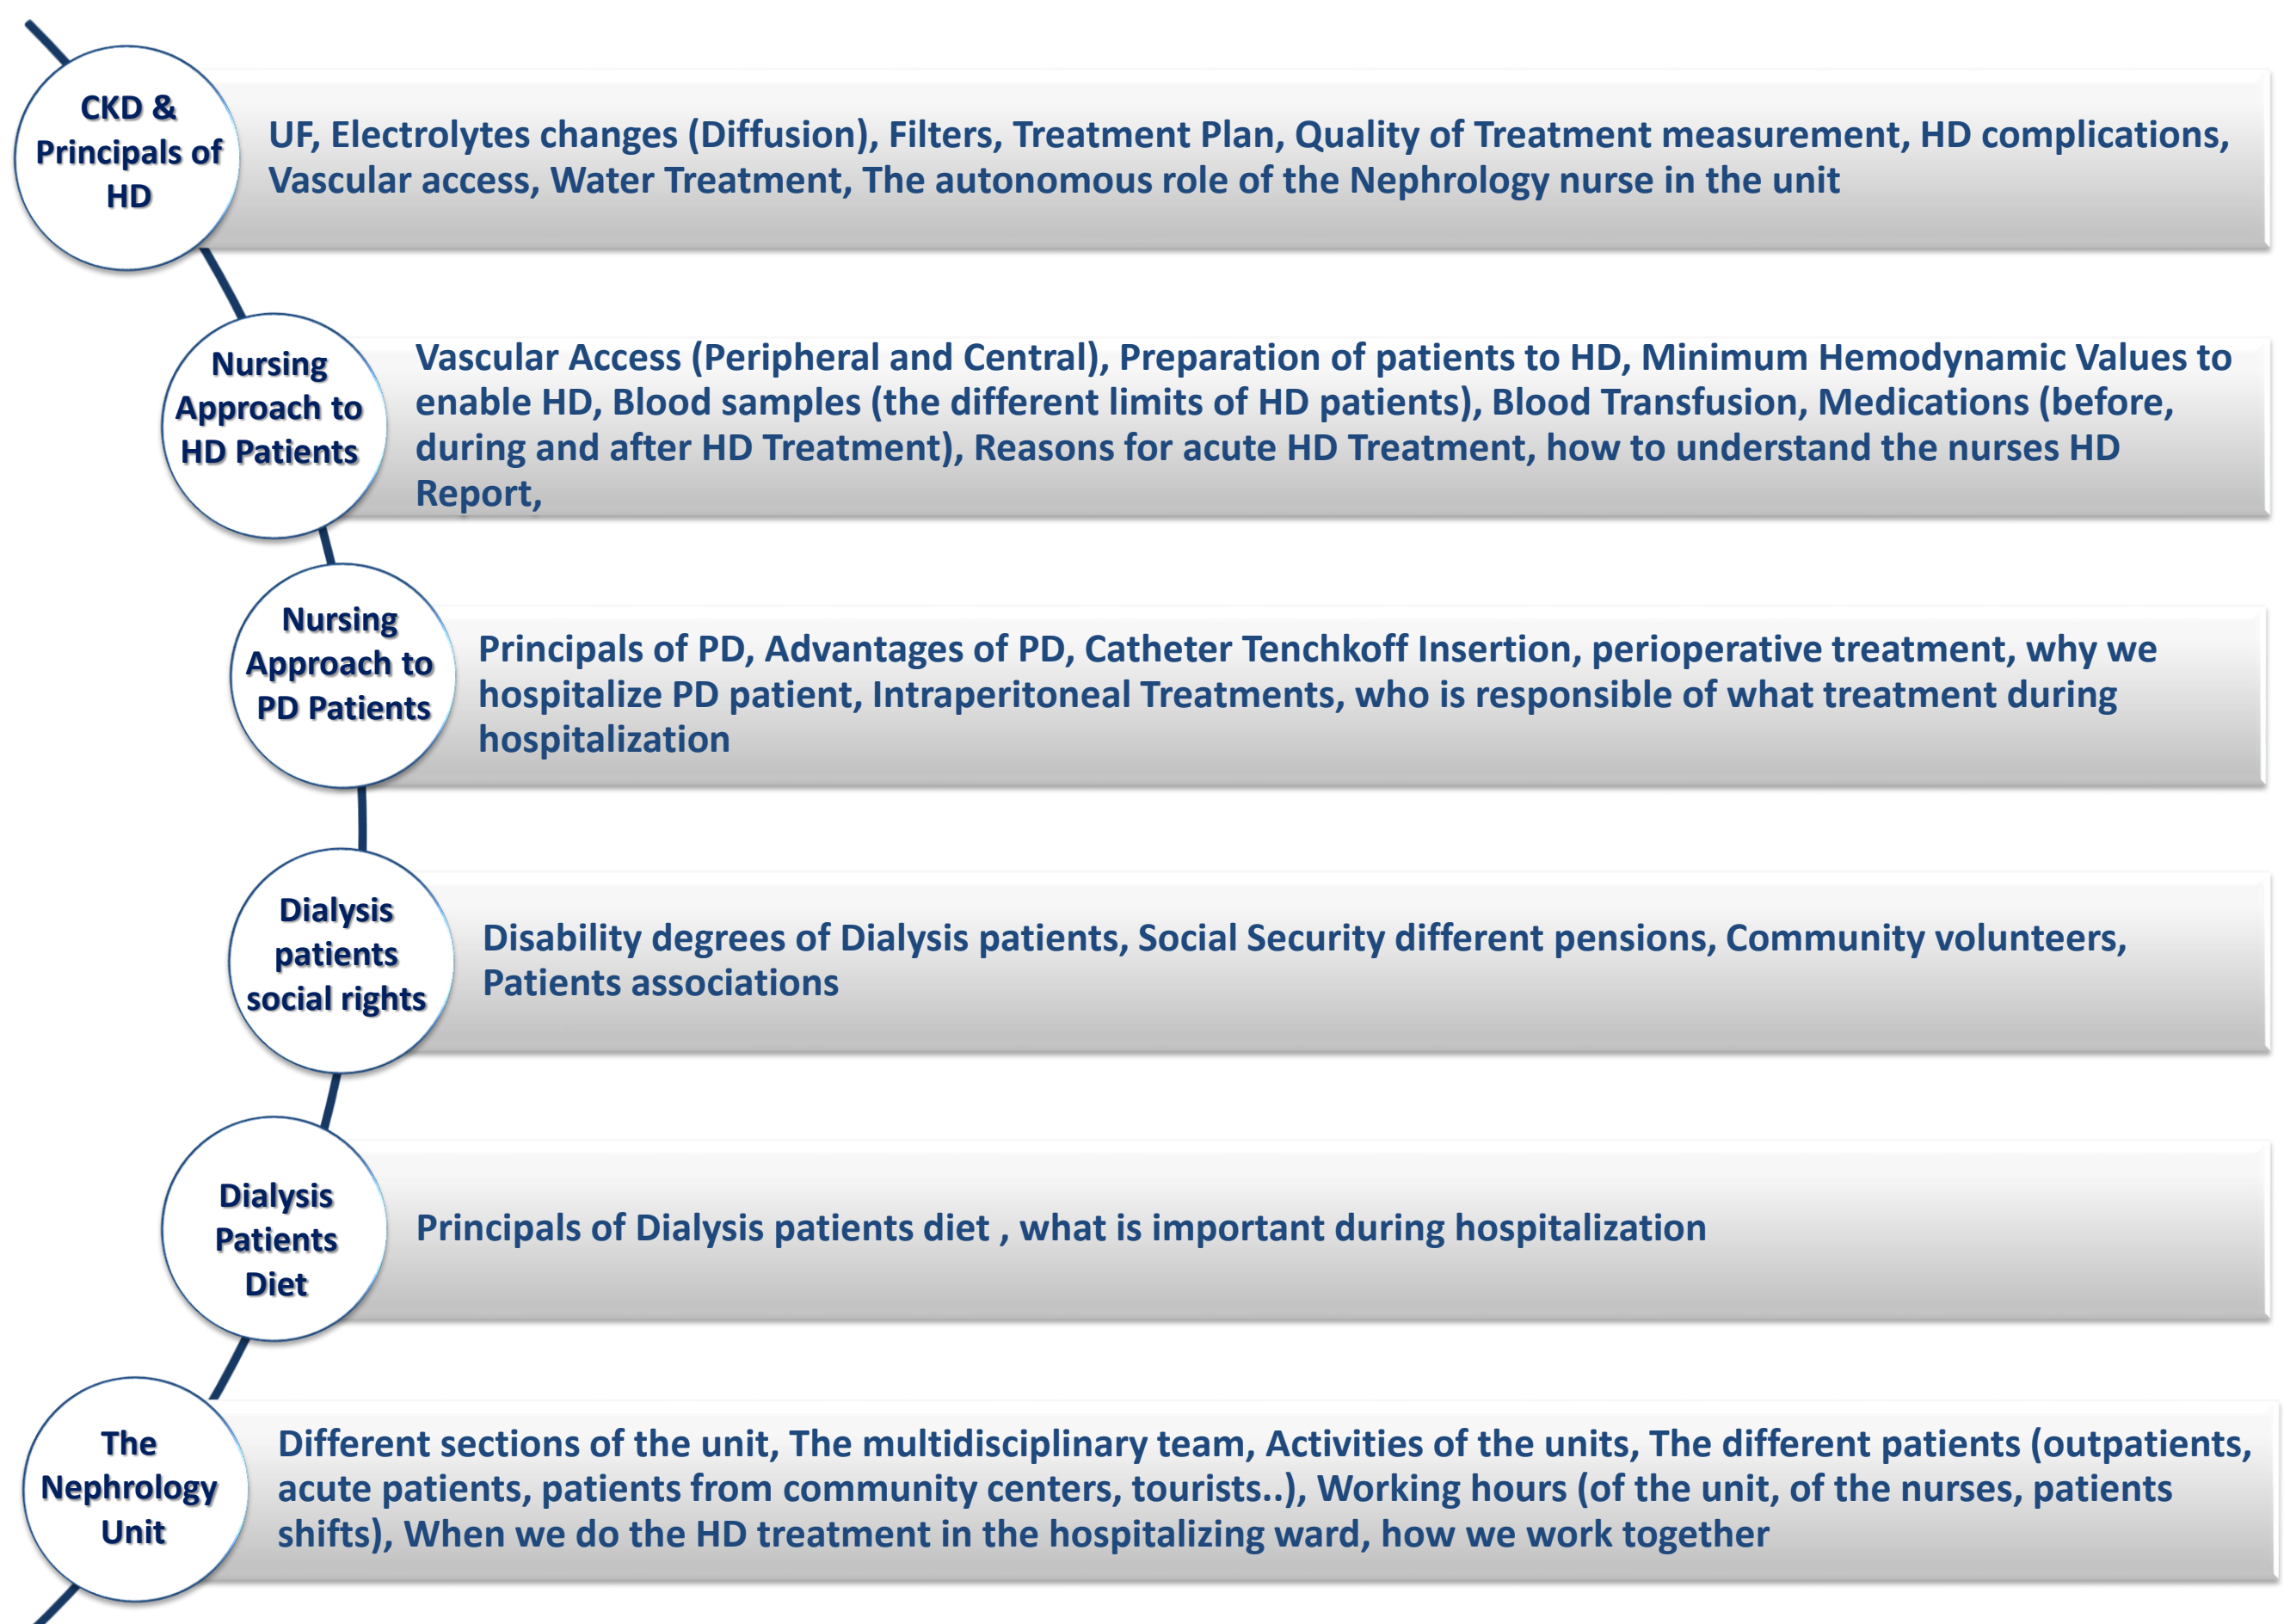 CKD &
Principals of
HD
UF, Electrolytes changes (Diffusion), Filters, Treatment Plan, Quality of Treatment measurement, HD complications,
Vascular access, Water Treatment, The autonomous role of the Nephrology nurse in the unit
Nursing
Approach to
HD Patients
Vascular Access (Peripheral and Central), Preparation of patients to HD, Minimum Hemodynamic Values to
enable HD, Blood samples (the different limits of HD patients), Blood Transfusion, Medications (before,
during and after HD Treatment), Reasons for acute HD Treatment, how to understand the nurses HD
Report,
Nursing
Approach to
PD Patients
Principals of PD, Advantages of PD, Catheter Tenchkoff Insertion, perioperative treatment, why we
hospitalize PD patient, Intraperitoneal Treatments, who is responsible of what treatment during
hospitalization
Dialysis
patients
social rights
Disability degrees of Dialysis patients, Social Security different pensions, Community volunteers,
Patients associations
Dialysis
Patients
Diet
Principals of Dialysis patients diet , what is important during hospitalization
The
Nephrology
Unit
Different sections of the unit, The multidisciplinary team, Activities of the units, The different patients (outpatients,
acute patients, patients from community centers, tourists..), Working hours (of the unit, of the nurses, patients
shifts), When we do the HD treatment in the hospitalizing ward, how we work together